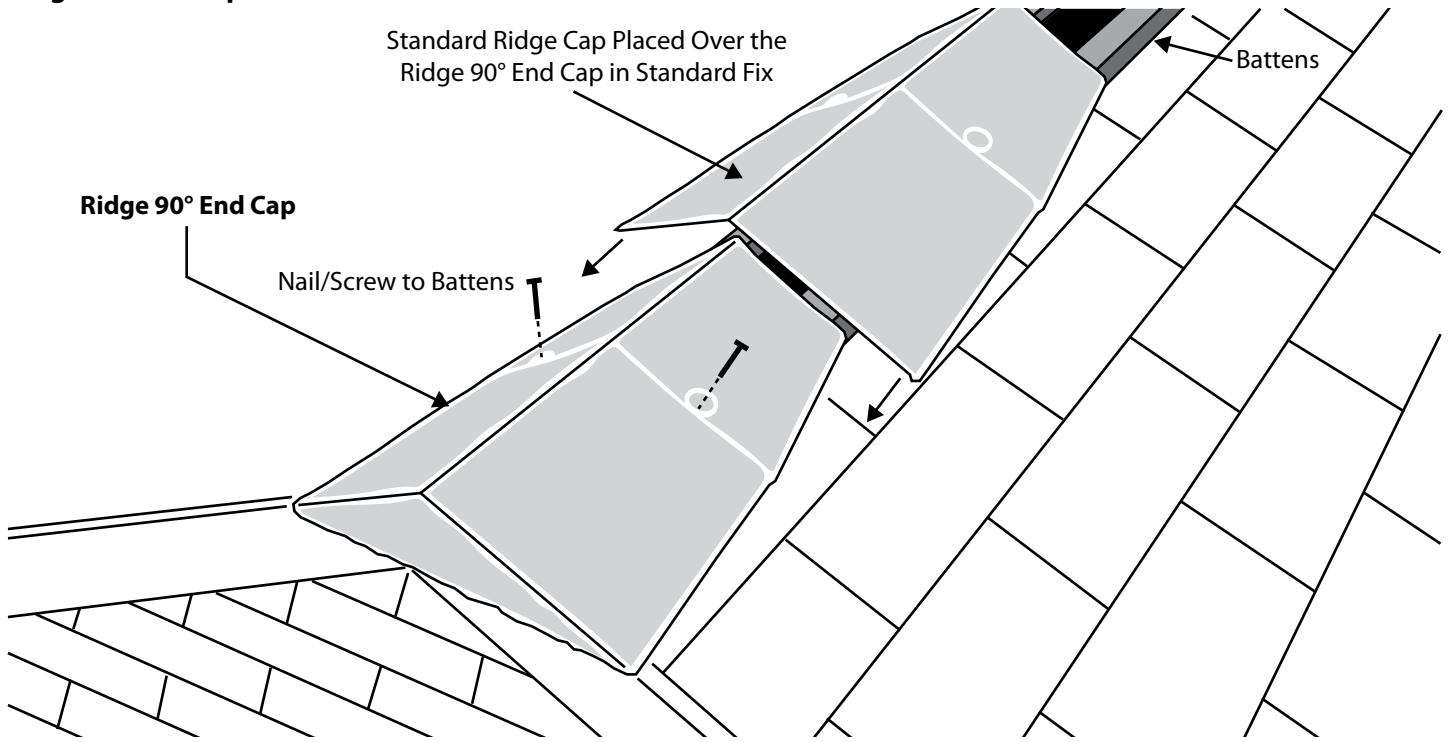 Standard Ridge Cap Placed Over the
Ridge 90° End Cap in Standard Fix
Battens
Ridge 90° End Cap
Nail/Screw to Battens